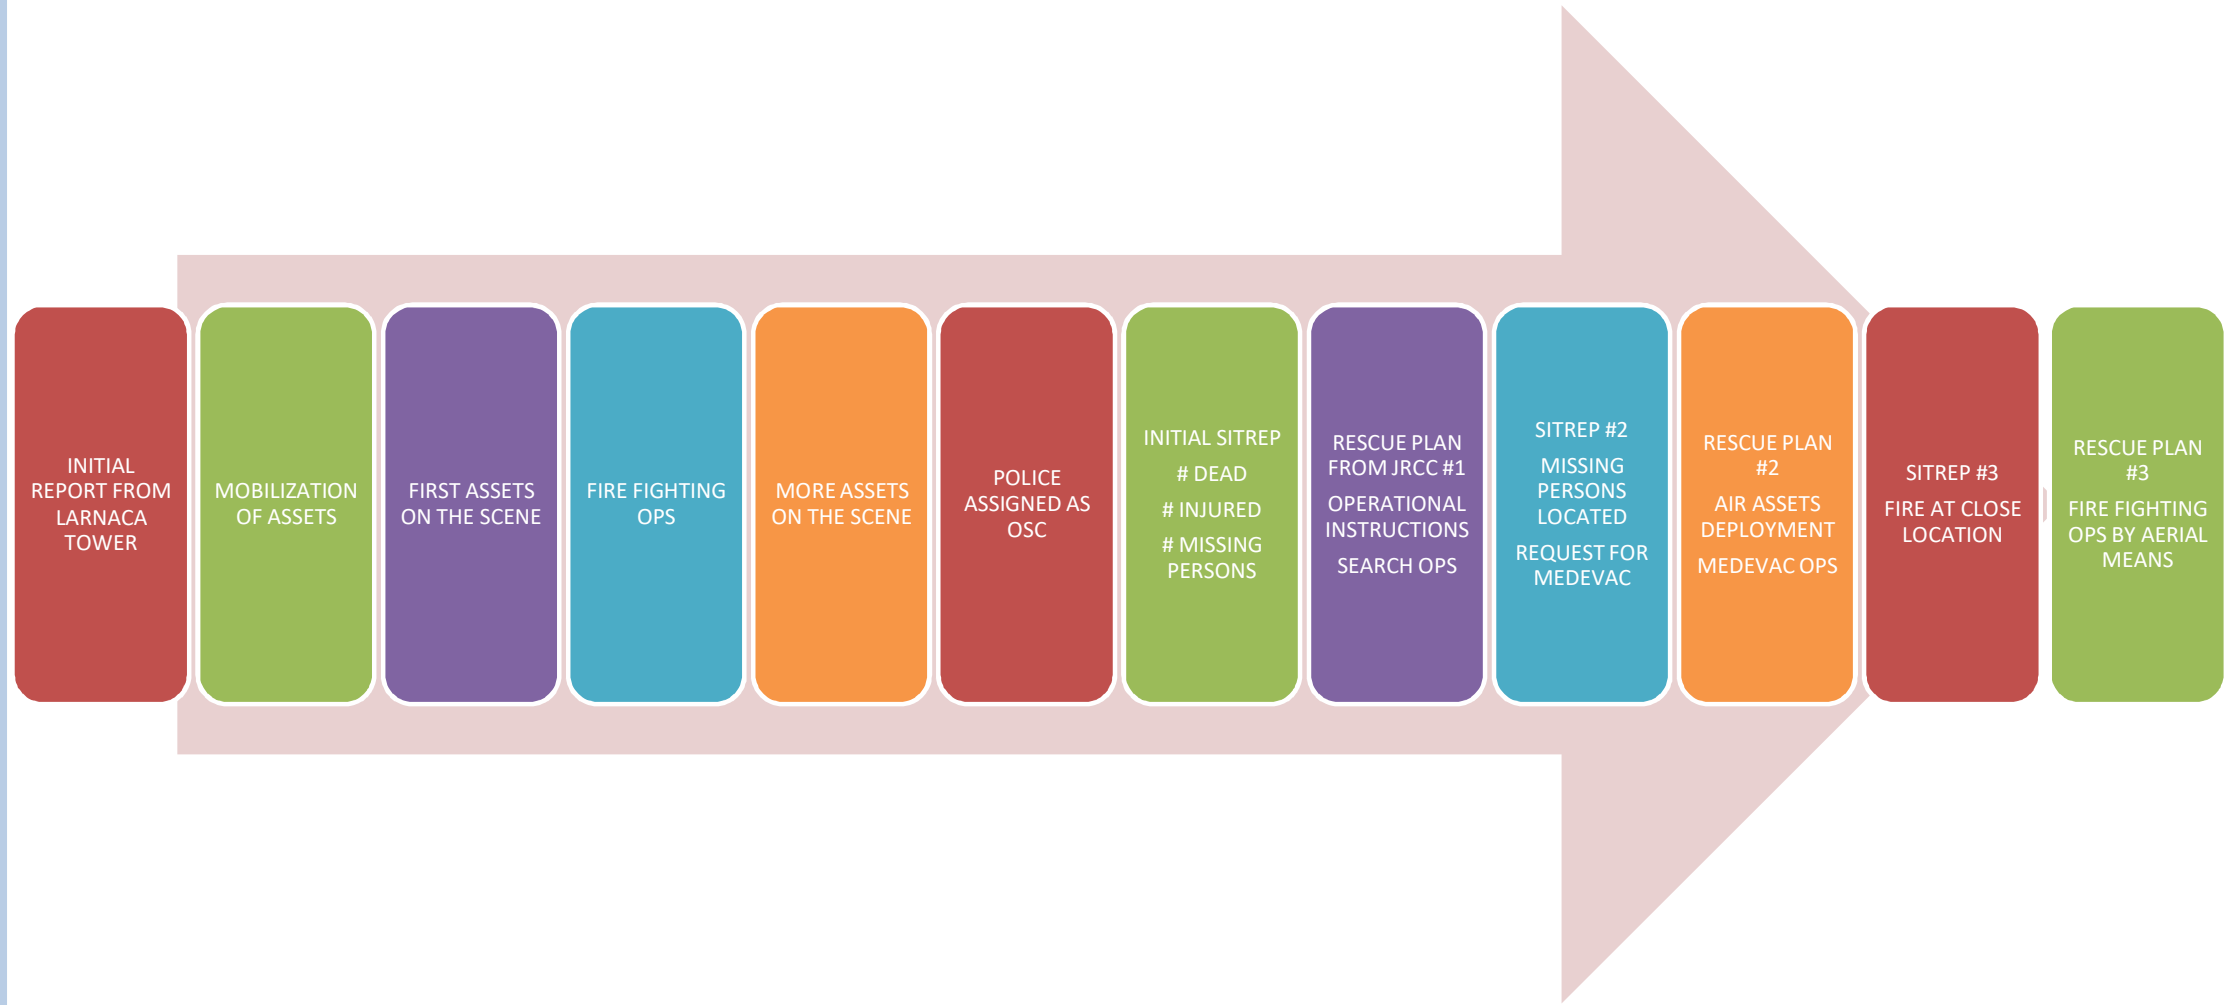 INITIAL
REPORT FROM
LARNACA
TOWER
MOBILIZATION
OF ASSETS
FIRST ASSETS
ON THE SCENE
FIRE FIGHTING
OPS
MORE ASSETS
ON THE SCENE
POLICE
ASSIGNED AS
OSC
INITIAL SITREP
# DEAD
# INJURED
# MISSING
PERSONS
RESCUE PLAN
FROM JRCC #1
OPERATIONAL
INSTRUCTIONS
SEARCH OPS
SITREP #2
MISSING
PERSONS
LOCATED
REQUEST FOR
MEDEVAC
RESCUE PLAN
#2
AIR ASSETS
DEPLOYMENT
MEDEVAC OPS
SITREP #3
FIRE AT CLOSE
LOCATION
RESCUE PLAN
#3
FIRE FIGHTING
OPS BY AERIAL
MEANS